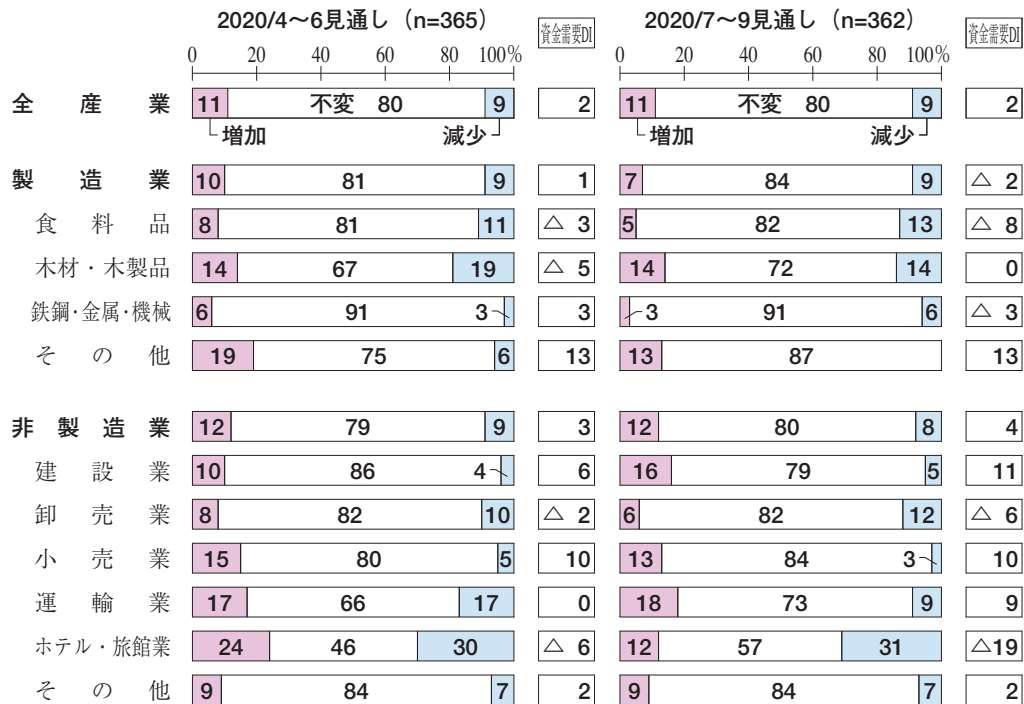 2020/4〜6見通し（n=365） 資金需要DI 2020/7〜9見通し（n=362） 資金需要DI
0 20 40 60 80 100% 0 20 40 60 80 100%
全産業 11 不変 80 9 2 11 不変 80 9 2
増加 減少 増加 減少
製造業 10 81 9 1 7 84 9 △ 2
食料品 8 81 11 △ 3 5 82 13 △ 8
木材・木製品 14 67 19 △ 5 14 72 14 0
鉄鋼・金属・機械 6 91 3 3 3 91 6 △ 3
その他 19 75 6 13 13 87 13
非製造業 12 79 9 3 12 80 8 4
建設業 10 86 4 6 16 79 5 11
卸売業 8 82 10 △ 2 6 82 12 △ 6
小売業 15 80 5 10 13 84 3 10
運輸業 17 66 17 0 18 73 9 9
ホテル・旅館業 24 46 30 △ 6 12 57 31 △19
その他 9 84 7 2 9 84 7 2